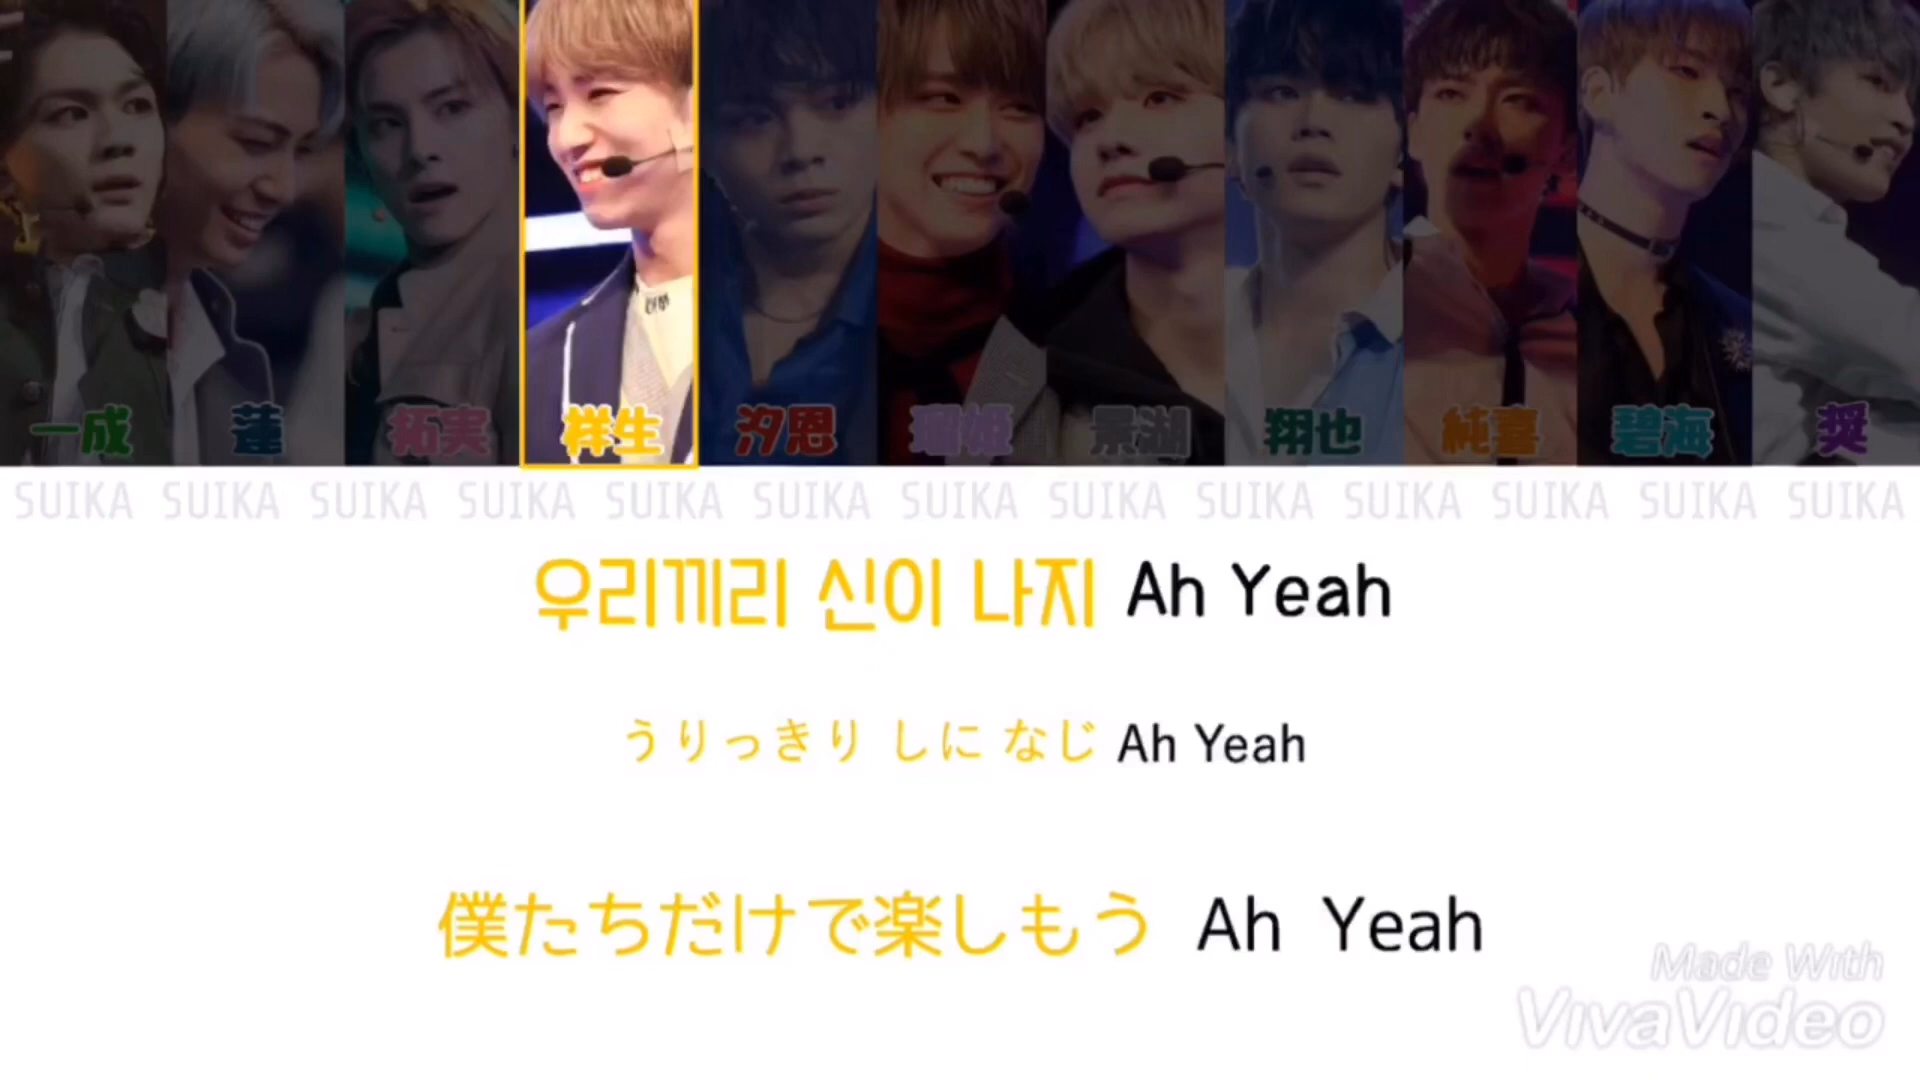 一成 蓮 拓実 祥生 汐恩 瑠姫 景瑚 翔也 純喜 碧海 奨
SUIKA SUIKA SUIKA SUIKA SUIKA SUIKA SUIKA SUIKA SUIKA SUIKA SUIKA SUIKA SUIKA
우리끼리 신이 나지 Ah Yeah
うりっきり しに なじ Ah Yeah
僕たちだけで楽しもう Ah Yeah
Made With
VivaVideo